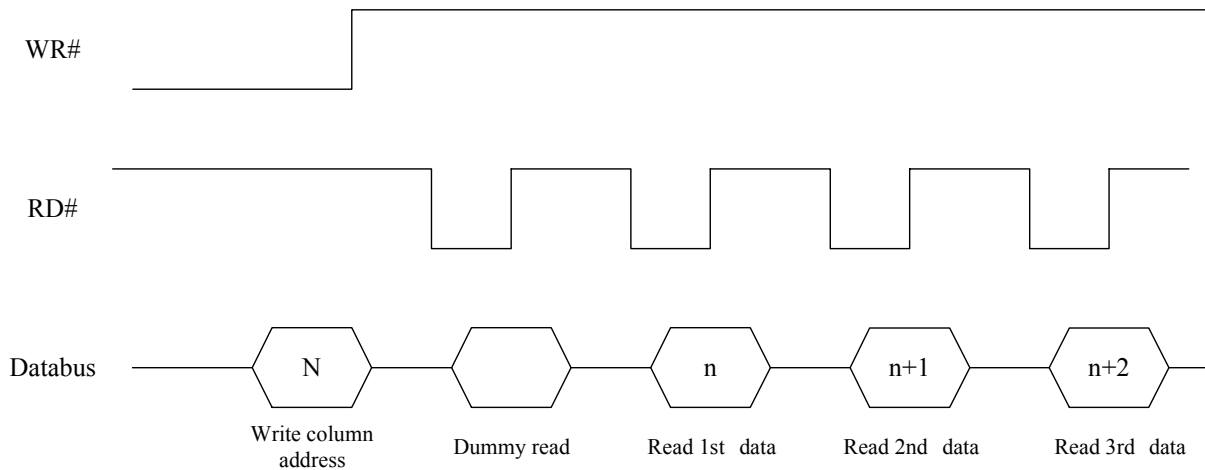 WR#
RD#
Databus
N
n
n+1
n+2
Write column
address
Dummy read
Read 1st data
Read 2nd data
Read 3rd data